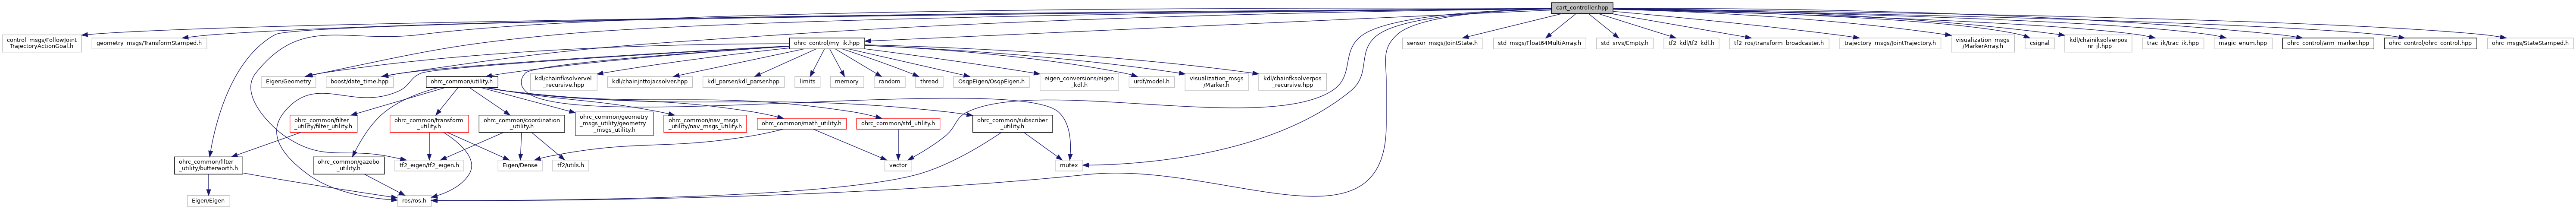 cart_controller.hpp
control_msgs/FollowJoint
TrajectoryActionGoal.h
geometry_msgs/TransformStamped.h
ohrc_control/my_ik.hpp
sensor_msgs/JointState.h
std_msgs/Float64MultiArray.h
std_srvs/Empty.h
tf2_kdl/tf2_kdl.h
tf2_ros/transform_broadcaster.h
trajectory_msgs/JointTrajectory.h
visualization_msgs
/MarkerArray.h
csignal
kdl/chainiksolverpos
_nr_jl.hpp
trac_ik/trac_ik.hpp
magic_enum.hpp
ohrc_control/arm_marker.hpp
ohrc_control/ohrc_control.hpp
ohrc_msgs/StateStamped.h
Eigen/Geometry
boost/date_time.hpp
ohrc_common/utility.h
kdl/chainfksolvervel
_recursive.hpp
kdl/chainjnttojacsolver.hpp
kdl_parser/kdl_parser.hpp
limits
memory
random
thread
OsqpEigen/OsqpEigen.h
eigen_conversions/eigen
_kdl.h
urdf/model.h
visualization_msgs
/Marker.h
kdl/chainfksolverpos
_recursive.hpp
ohrc_common/filter
_utility/filter_utility.h
ohrc_common/transform
_utility.h
ohrc_common/coordination
_utility.h
ohrc_common/geometry
_msgs_utility/geometry
_msgs_utility.h
ohrc_common/nav_msgs
_utility/nav_msgs_utility.h
ohrc_common/math_utility.h
ohrc_common/std_utility.h
ohrc_common/subscriber
_utility.h
ohrc_common/filter
_utility/butterworth.h
ohrc_common/gazebo
_utility.h
tf2_eigen/tf2_eigen.h
Eigen/Dense
tf2/utils.h
vector
mutex
Eigen/Eigen
ros/ros.h